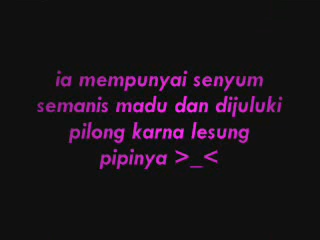 ia mempunyai senyum
semanis madu dan dijuluki
pilong karna lesung
pipinya >_<